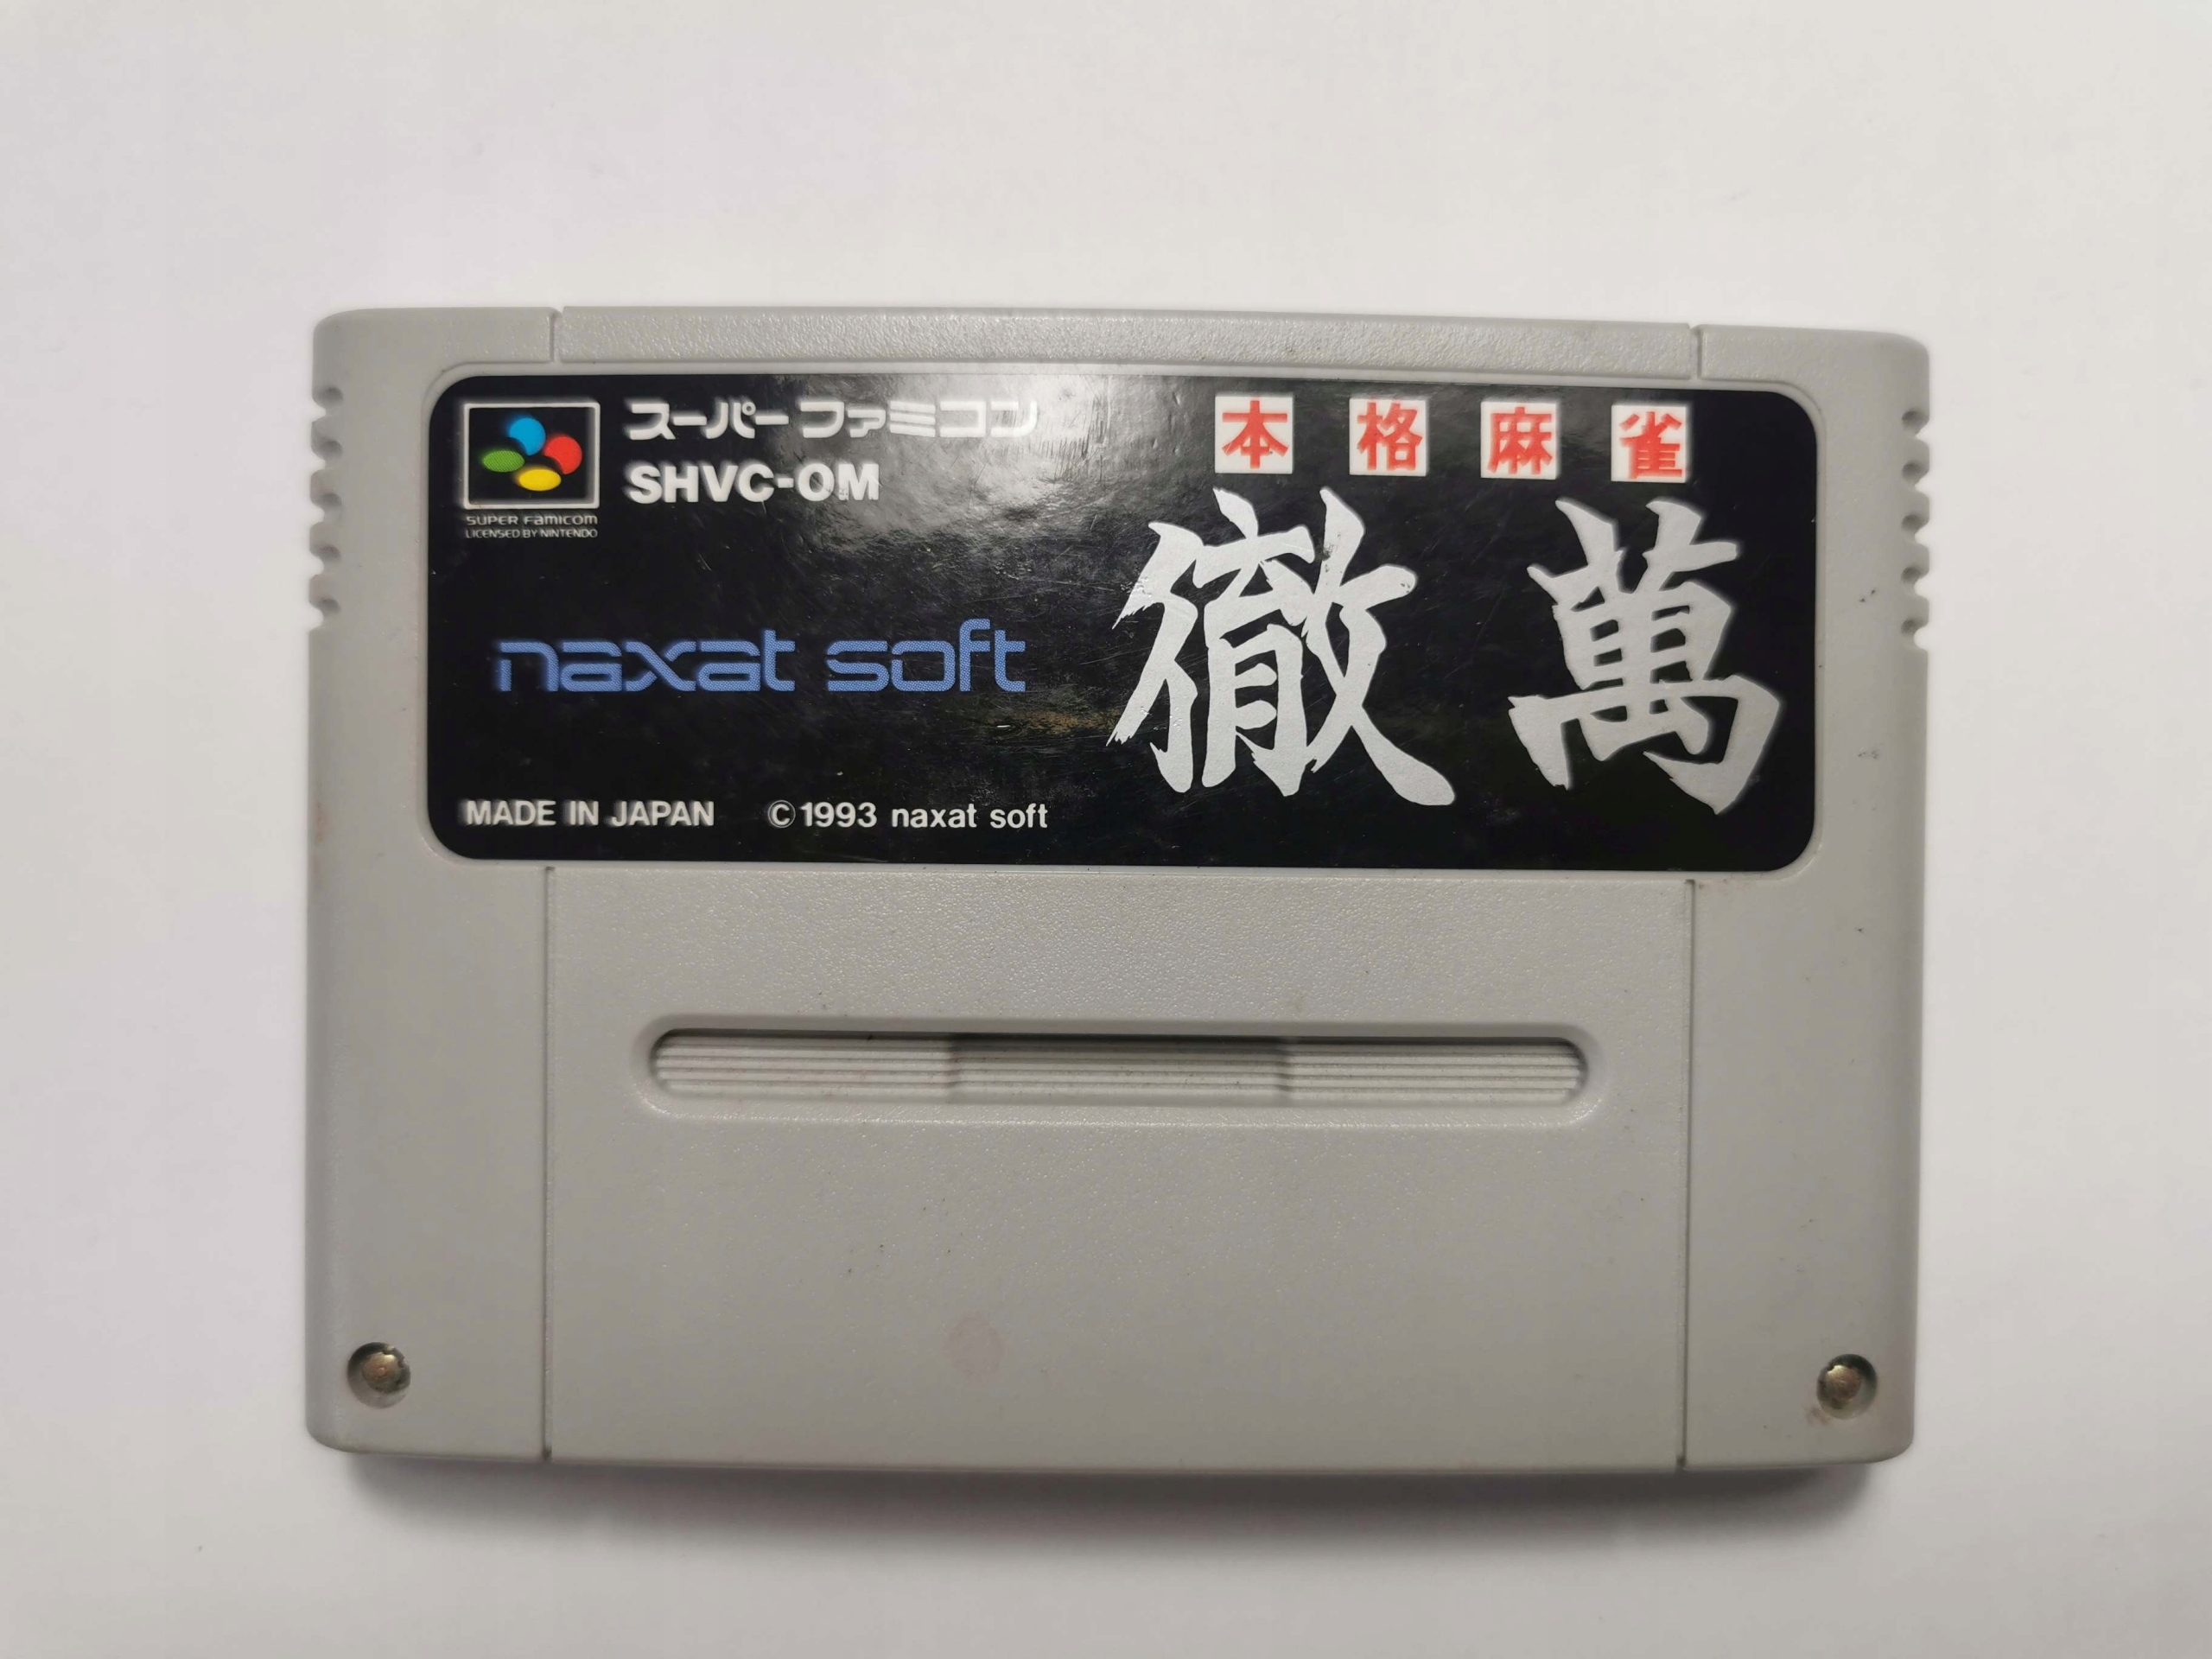 スーパーファミコン
SHVC-OM
SUPER FAMICOM
LICENSED BY NINTENDO
本格麻雀
徹萬
naxat soft
MADE IN JAPAN ©1993 naxat soft